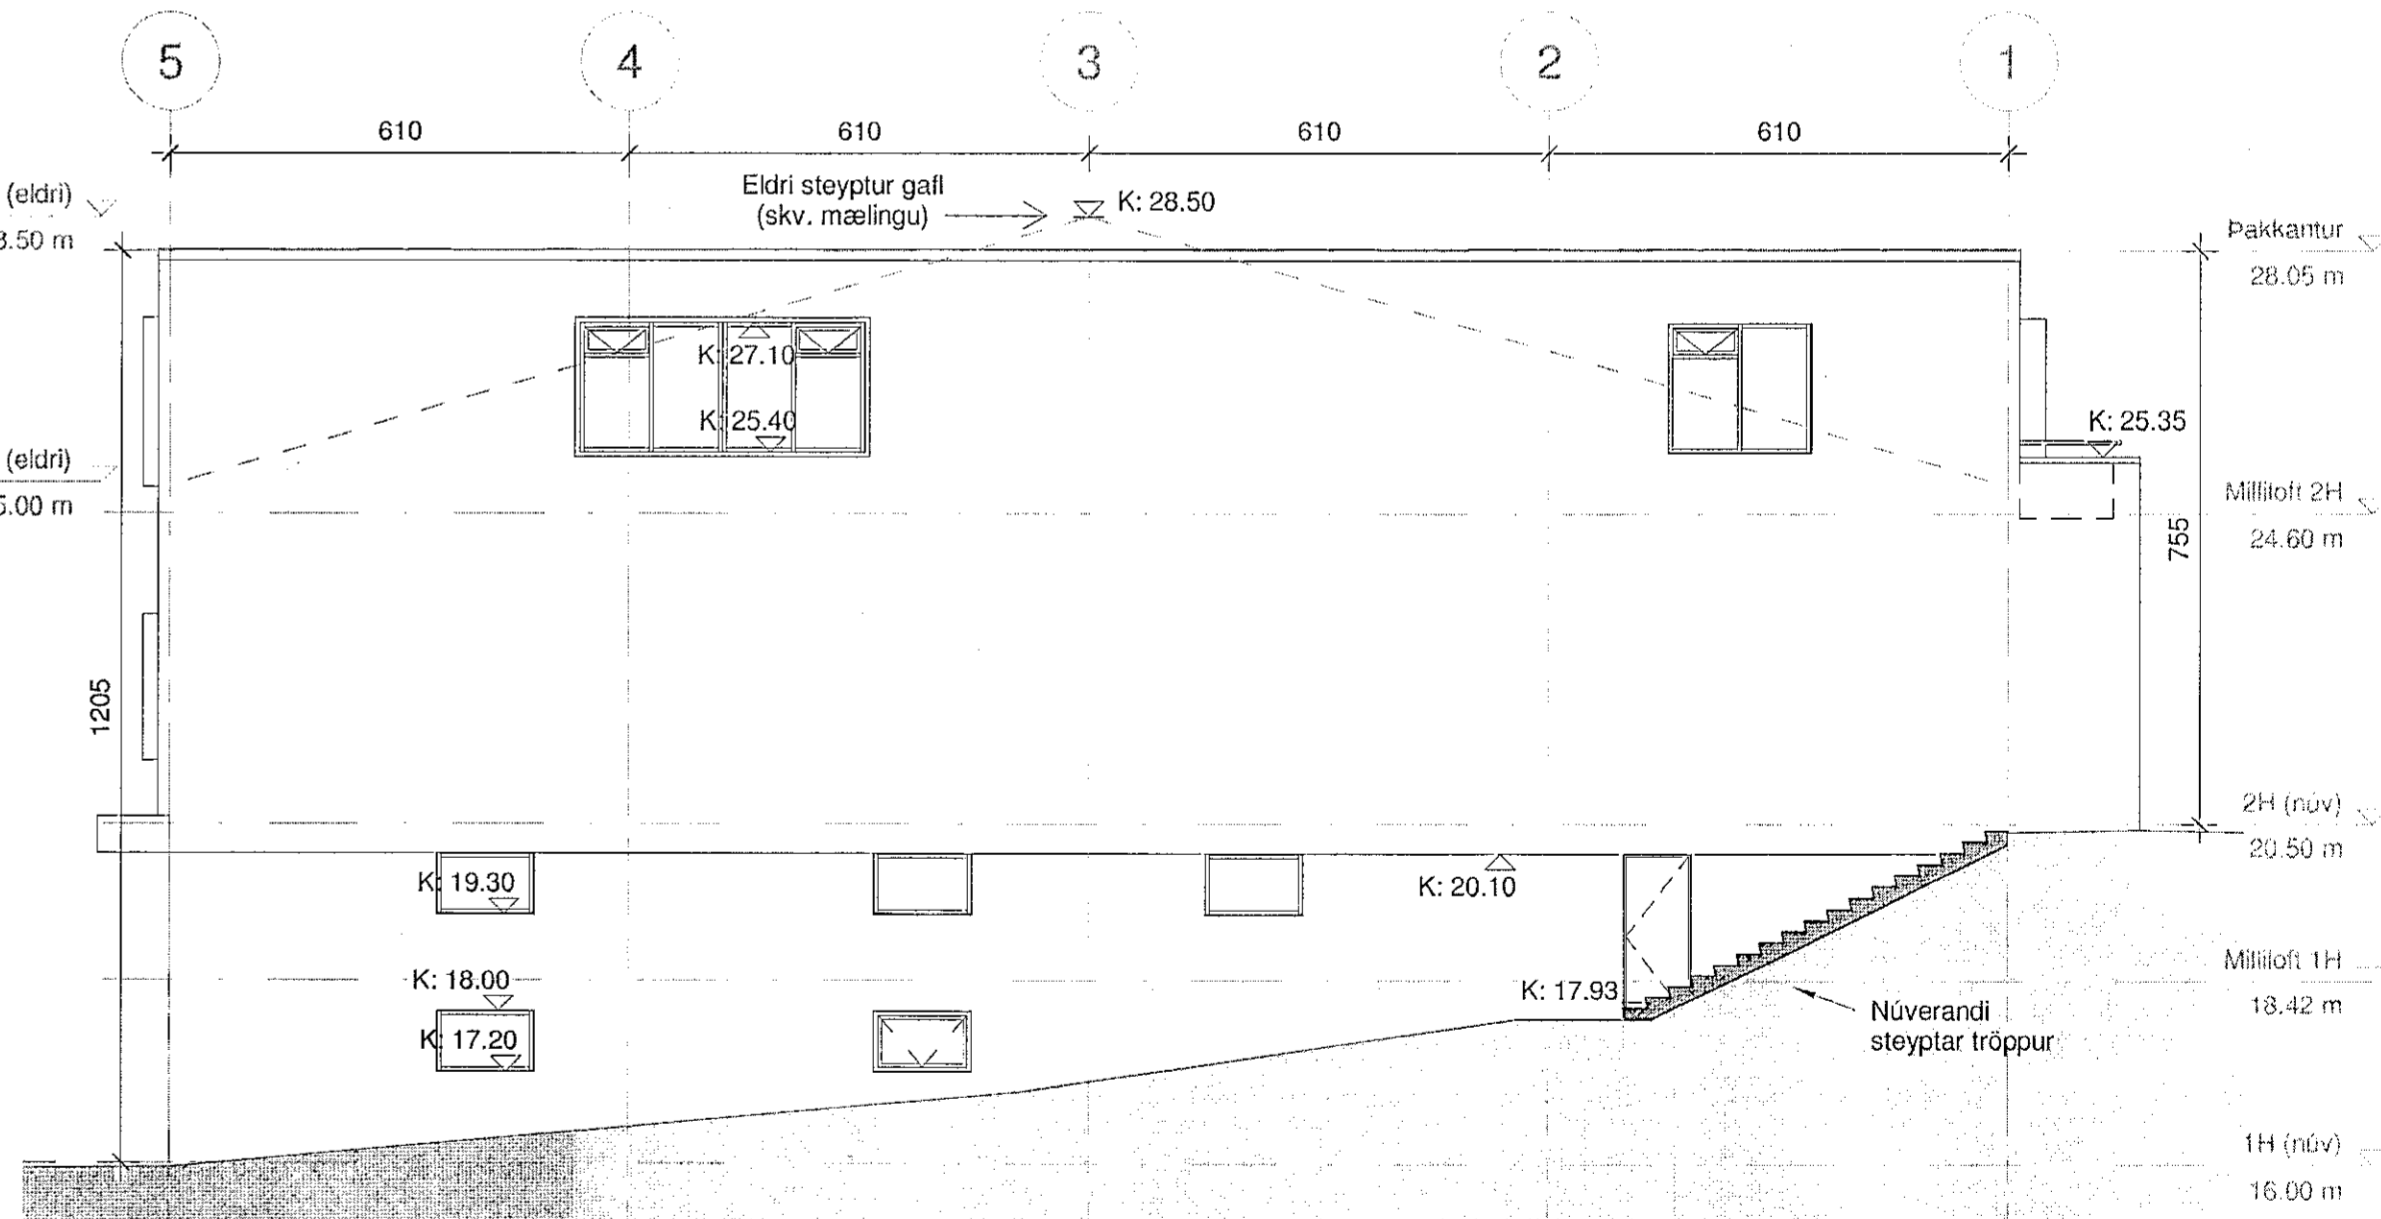 5
4
3
2
1
610
610
610
610
(eldri)
3.50 m
Eldri steyptur gafl
(skv. mælingu)
K: 28.50
Þakkantur
28.05 m
K: 27.10
K: 25.40
K: 25.35
(eldri)
5.00 m
Milliloft 2H
24.60 m
755
1205
2H (núv)
20.50 m
K: 19.30
K: 20.10
K: 18.00
K: 17.93
Milliloft 1H
18.42 m
K: 17.20
Núverandi
steyptar tröppur
1H (núv)
16.00 m